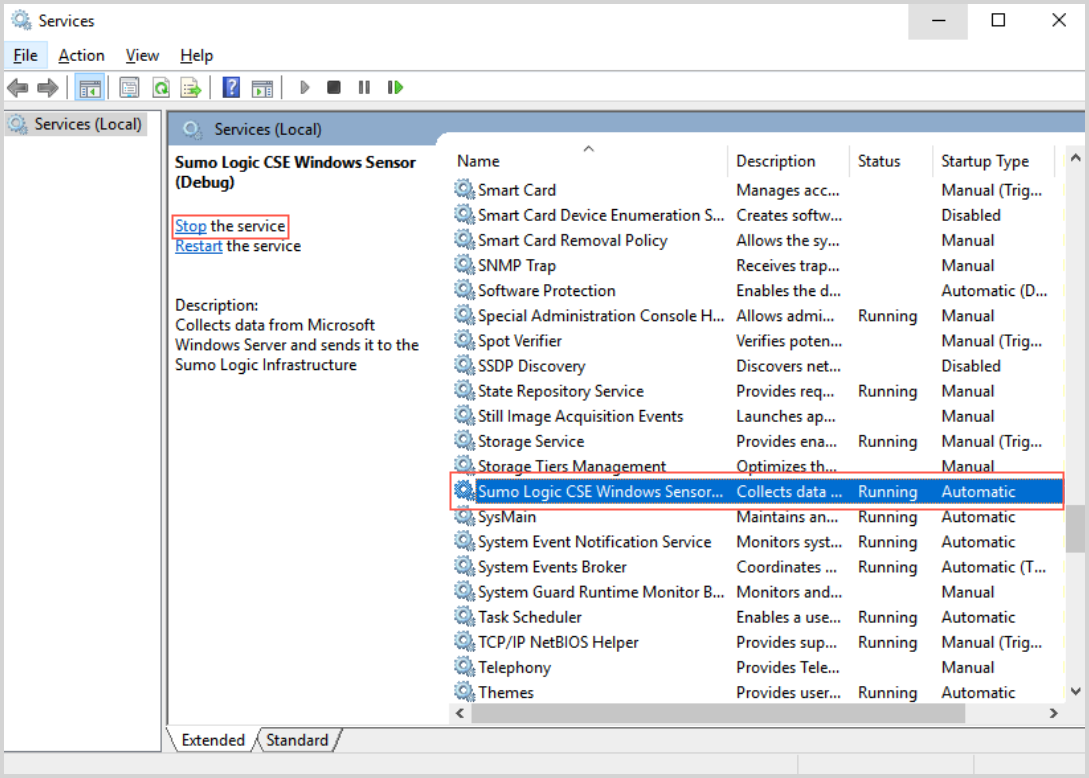 Services
File Action View Help
Services (Local)
Services (Local)
Sumo Logic CSE Windows Sensor
(Debug)
Stop the service
Restart the service
Description:
Collects data from Microsoft
Windows Server and sends it to the
Sumo Logic Infrastructure
Name Description Status Startup Type
Smart Card Manages acc... Manual (Trig...
Smart Card Device Enumeration S... Creates softw... Disabled
Smart Card Removal Policy Allows the sy... Manual
SNMP Trap Receives trap... Manual
Software Protection Enables the d... Automatic (D...
Special Administration Console H... Allows admi... Running Manual
Spot Verifier Verifies poten... Manual (Trig...
SSDP Discovery Discovers net... Disabled
State Repository Service Provides req... Running Manual
Still Image Acquisition Events Launches ap... Manual
Storage Service Provides ena... Running Manual (Trig...
Storage Tiers Management Optimizes th... Manual
Sumo Logic CSE Windows Sensor... Collects data ... Running Automatic
SysMain Maintains an... Running Automatic
System Event Notification Service Monitors syst... Running Automatic
System Events Broker Coordinates ... Running Automatic (T...
System Guard Runtime Monitor B... Monitors and... Manual
Task Scheduler Enables a use... Running Automatic
TCP/IP NetBIOS Helper Provides sup... Running Manual (Trig...
Telephony Provides Tele... Manual
Themes Provides user... Running Automatic
Extended Standard